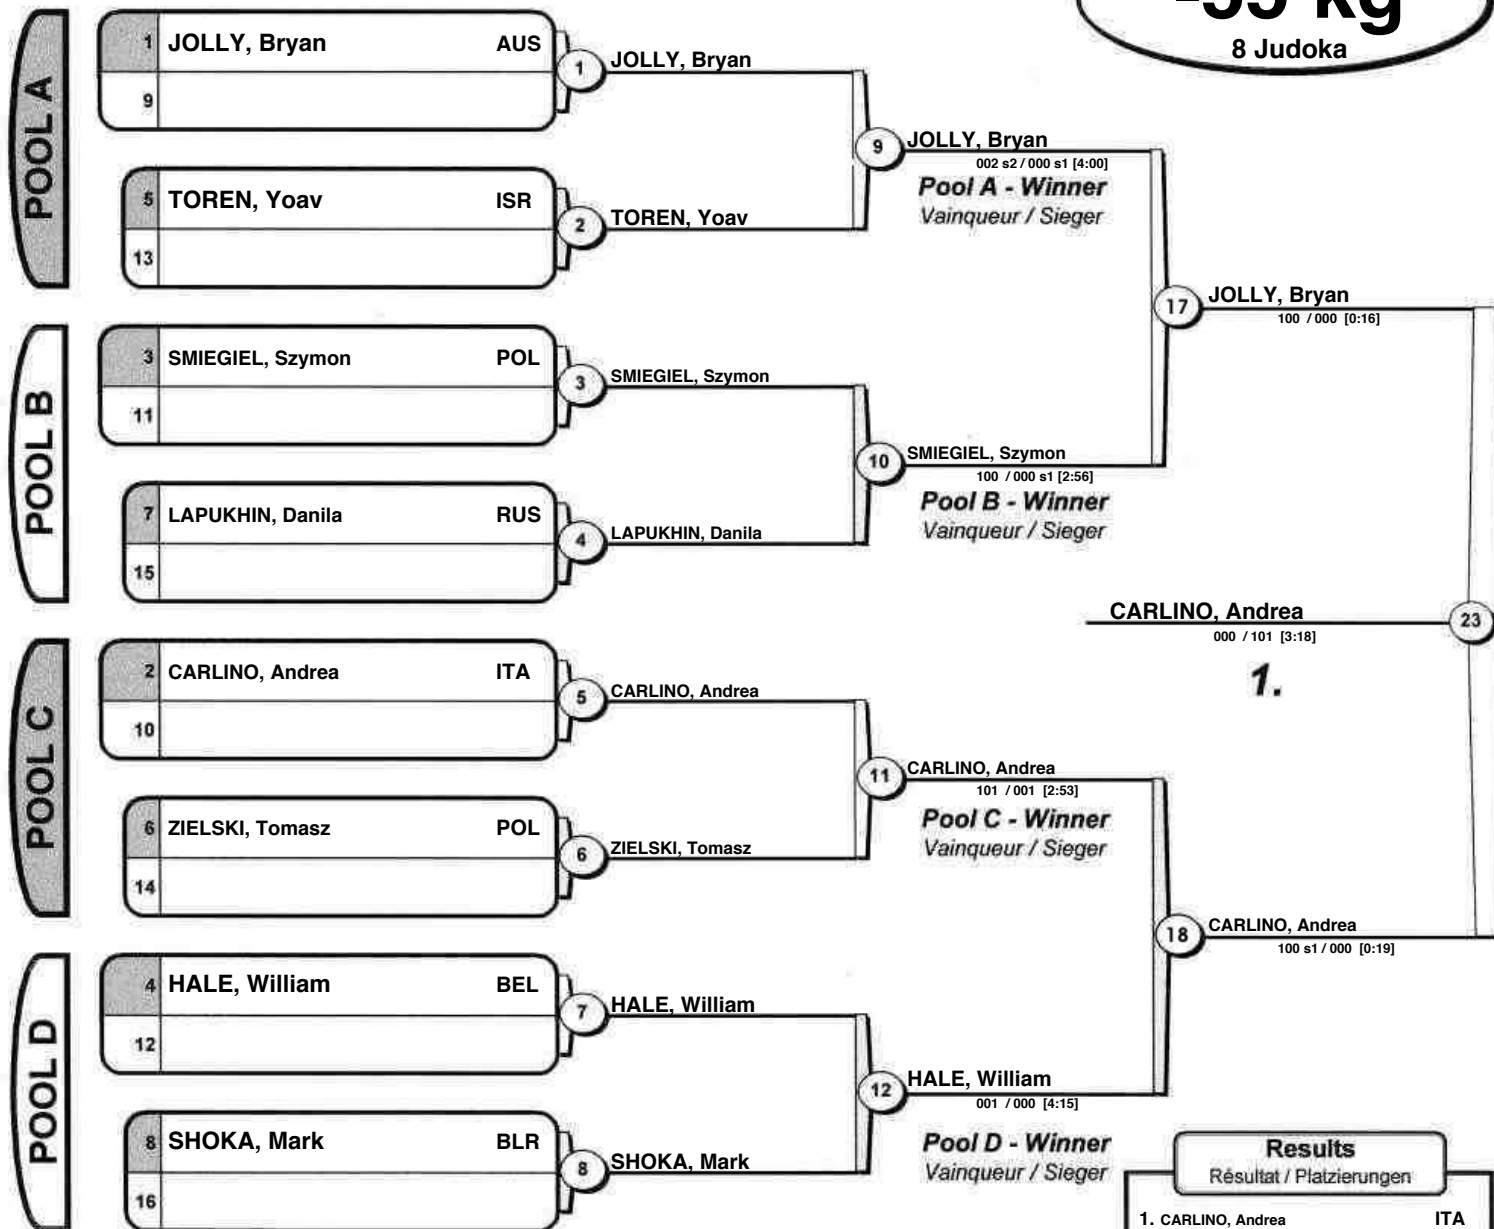 -55 kg
8 Judoka
POOL A
1 JOLLY, Bryan AUS
9
1 JOLLY, Bryan
5 TOREN, Yoav ISR
13
2 TOREN, Yoav
9 JOLLY, Bryan
002 s2 / 000 s1 [4:00]
Pool A - Winner
Vainqueur / Sieger
17 JOLLY, Bryan
100 / 000 [0:16]
POOL B
3 SMIEGIEL, Szymon POL
11
3 SMIEGIEL, Szymon
7 LAPUKHIN, Danila RUS
15
4 LAPUKHIN, Danila
10 SMIEGIEL, Szymon
100 / 000 s1 [2:56]
Pool B - Winner
Vainqueur / Sieger
CARLINO, Andrea 23
000 / 101 [3:18]
1.
POOL C
2 CARLINO, Andrea ITA
10
5 CARLINO, Andrea
6 ZIELSKI, Tomasz POL
14
6 ZIELSKI, Tomasz
11 CARLINO, Andrea
101 / 001 [2:53]
Pool C - Winner
Vainqueur / Sieger
18 CARLINO, Andrea
100 s1 / 000 [0:19]
POOL D
4 HALE, William BEL
12
7 HALE, William
8 SHOKA, Mark BLR
16
8 SHOKA, Mark
12 HALE, William
001 / 000 [4:15]
Pool D - Winner
Vainqueur / Sieger
Results
Résultat / Platzierungen
1. CARLINO, Andrea ITA